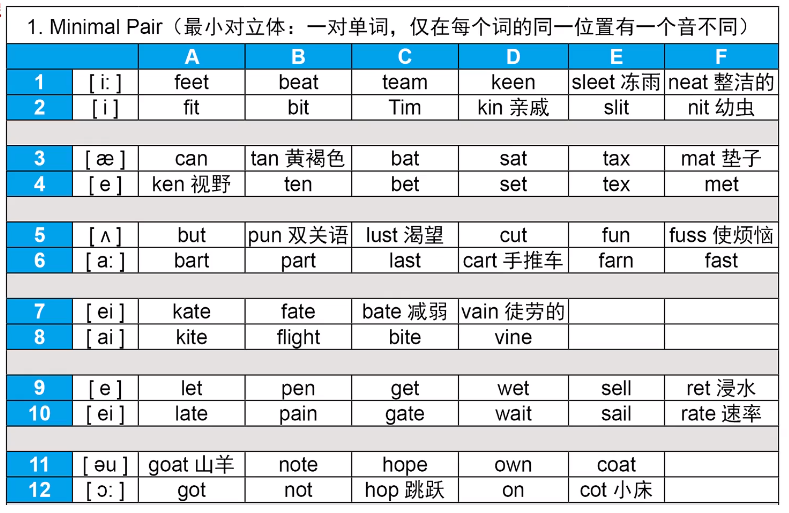 1. Minimal Pair（最小对立体：一对单词，仅在每个词的同一位置有一个音不同）
A B C D E F
1 [ i: ] feet beat team keen sleet 冻雨 neat 整洁的
2 [ i ] fit bit Tim kin 亲戚 slit nit 幼虫
3 [ æ ] can tan 黄褐色 bat sat tax mat 垫子
4 [ e ] ken 视野 ten bet set tex met
5 [ ʌ ] but pun 双关语 lust 渴望 cut fun fuss 使烦恼
6 [ a: ] bart part last cart 手推车 farn fast
7 [ ei ] kate fate bate 减弱 vain 徒劳的
8 [ ai ] kite flight bite vine
9 [ e ] let pen get wet sell ret 浸水
10 [ ei ] late pain gate wait sail rate 速率
11 [ əu ] goat 山羊 note hope own coat
12 [ ɔ: ] got not hop 跳跃 on cot 小床